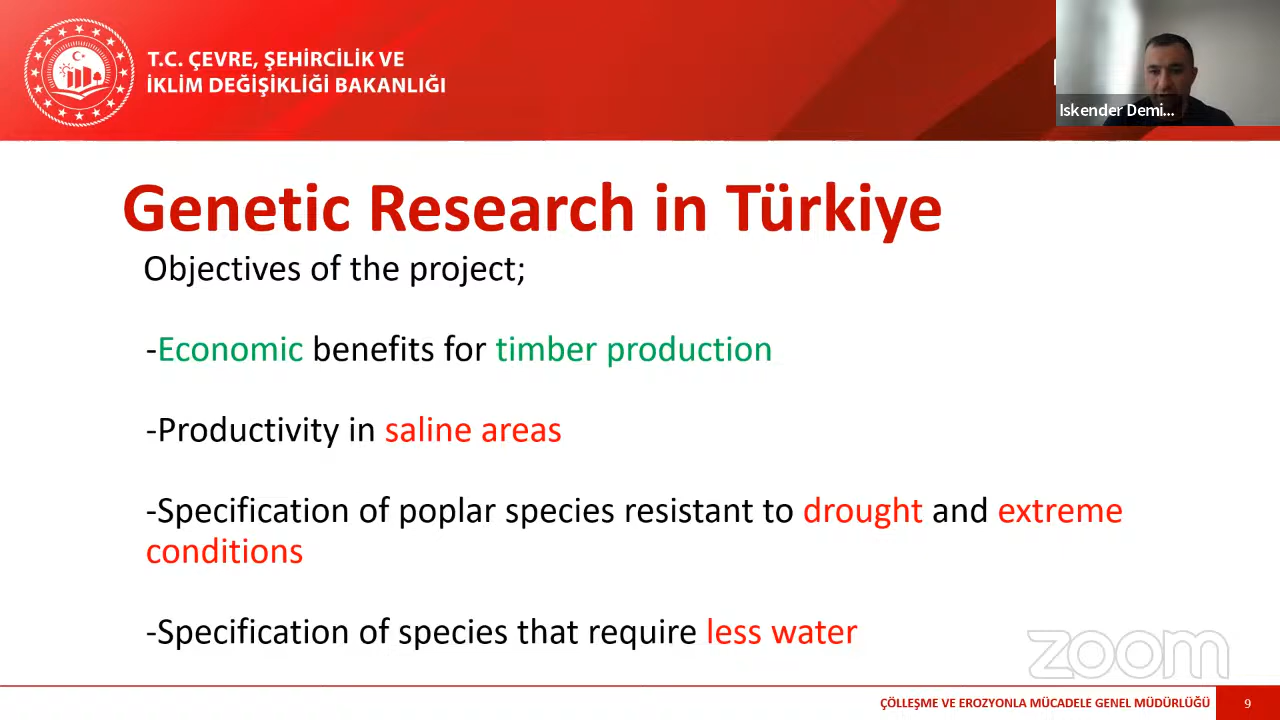 T.C. ÇEVRE, ŞEHİRCİLİK VE
İKLİM DEĞİŞİKLİĞİ BAKANLIĞI
Iskender Demi...
Genetic Research in Türkiye
Objectives of the project;
-Economic benefits for timber production
-Productivity in saline areas
-Specification of poplar species resistant to drought and extreme
conditions
-Specification of species that require less water
zoom
ÇÖLLEŞME VE EROZYONLA MÜCADELE GENEL MÜDÜRLÜĞÜ
9